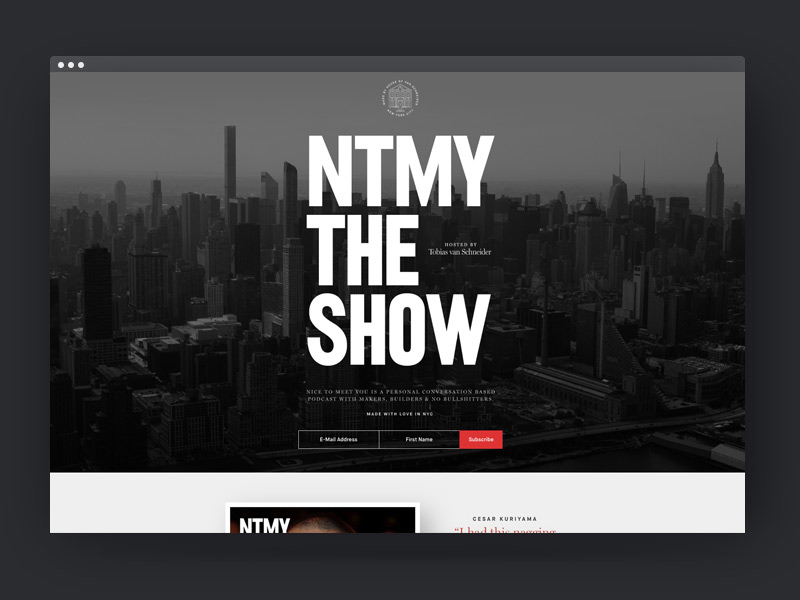 NTMY
THE
SHOW
HOSTED BY
Tobias van Schneider
NICE TO MEET YOU IS A PERSONAL CONVERSATION BASED
PODCAST WITH MAKERS, BUILDERS & NO BULLSHITTERS
MADE WITH LOVE IN NYC
E-Mail Address
First Name
Subscribe
NTMY
CESAR KURIYAMA
“I had this nagging